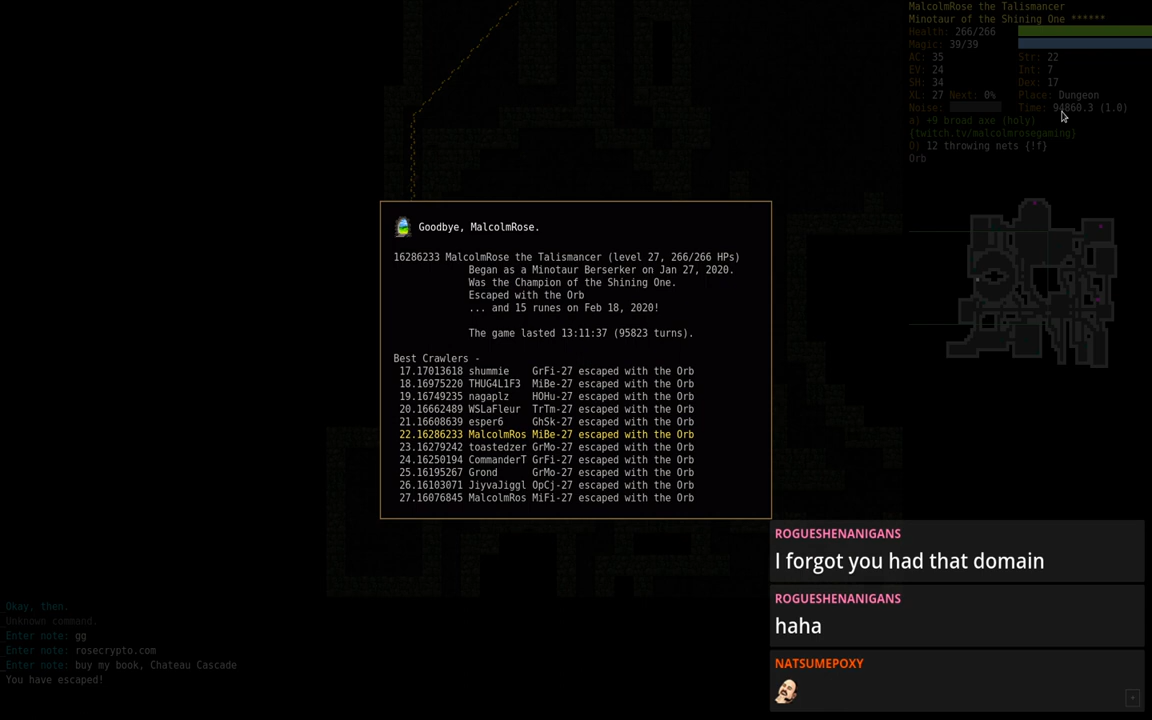 MalcolmRose the Talismancer
Minotaur of the Shining One ******
Health: 266/266
Magic: 39/39
AC: 35 Str: 22
EV: 24 Int: 7
SH: 34 Dex: 17
XL: 27 Next: 0% Place: Dungeon
Noise: Time: 94860.3 (1.0)
a) +9 broad axe (holy)
{twitch.tv/malcolmrosegaming}
O) 12 throwing nets {!f}
Orb
Goodbye, MalcolmRose.
16286233 MalcolmRose the Talismancer (level 27, 266/266 HPs)
Began as a Minotaur Berserker on Jan 27, 2020.
Was the Champion of the Shining One.
Escaped with the Orb
... and 15 runes on Feb 18, 2020!
The game lasted 13:11:37 (95823 turns).
Best Crawlers -
17.17013618 shummie GrFi-27 escaped with the Orb
18.16975220 THUG4L1F3 MiBe-27 escaped with the Orb
19.16749235 nagaplz HOHu-27 escaped with the Orb
20.16662489 WSLaFleur TrTm-27 escaped with the Orb
21.16608639 esper6 GhSk-27 escaped with the Orb
22.16286233 MalcolmRos MiBe-27 escaped with the Orb
23.16279242 toastedzer GrMo-27 escaped with the Orb
24.16250194 CommanderT GrFi-27 escaped with the Orb
25.16195267 Grond GrMo-27 escaped with the Orb
26.16103071 JiyvaJiggl OpCj-27 escaped with the Orb
27.16076845 MalcolmRos MiFi-27 escaped with the Orb
ROGUESHENANIGANS
I forgot you had that domain
ROGUESHENANIGANS
haha
NATSUMEPOXY
Okay, then.
Unknown command.
Enter note: gg
Enter note: rosecrypto.com
Enter note: buy my book, Chateau Cascade
You have escaped!